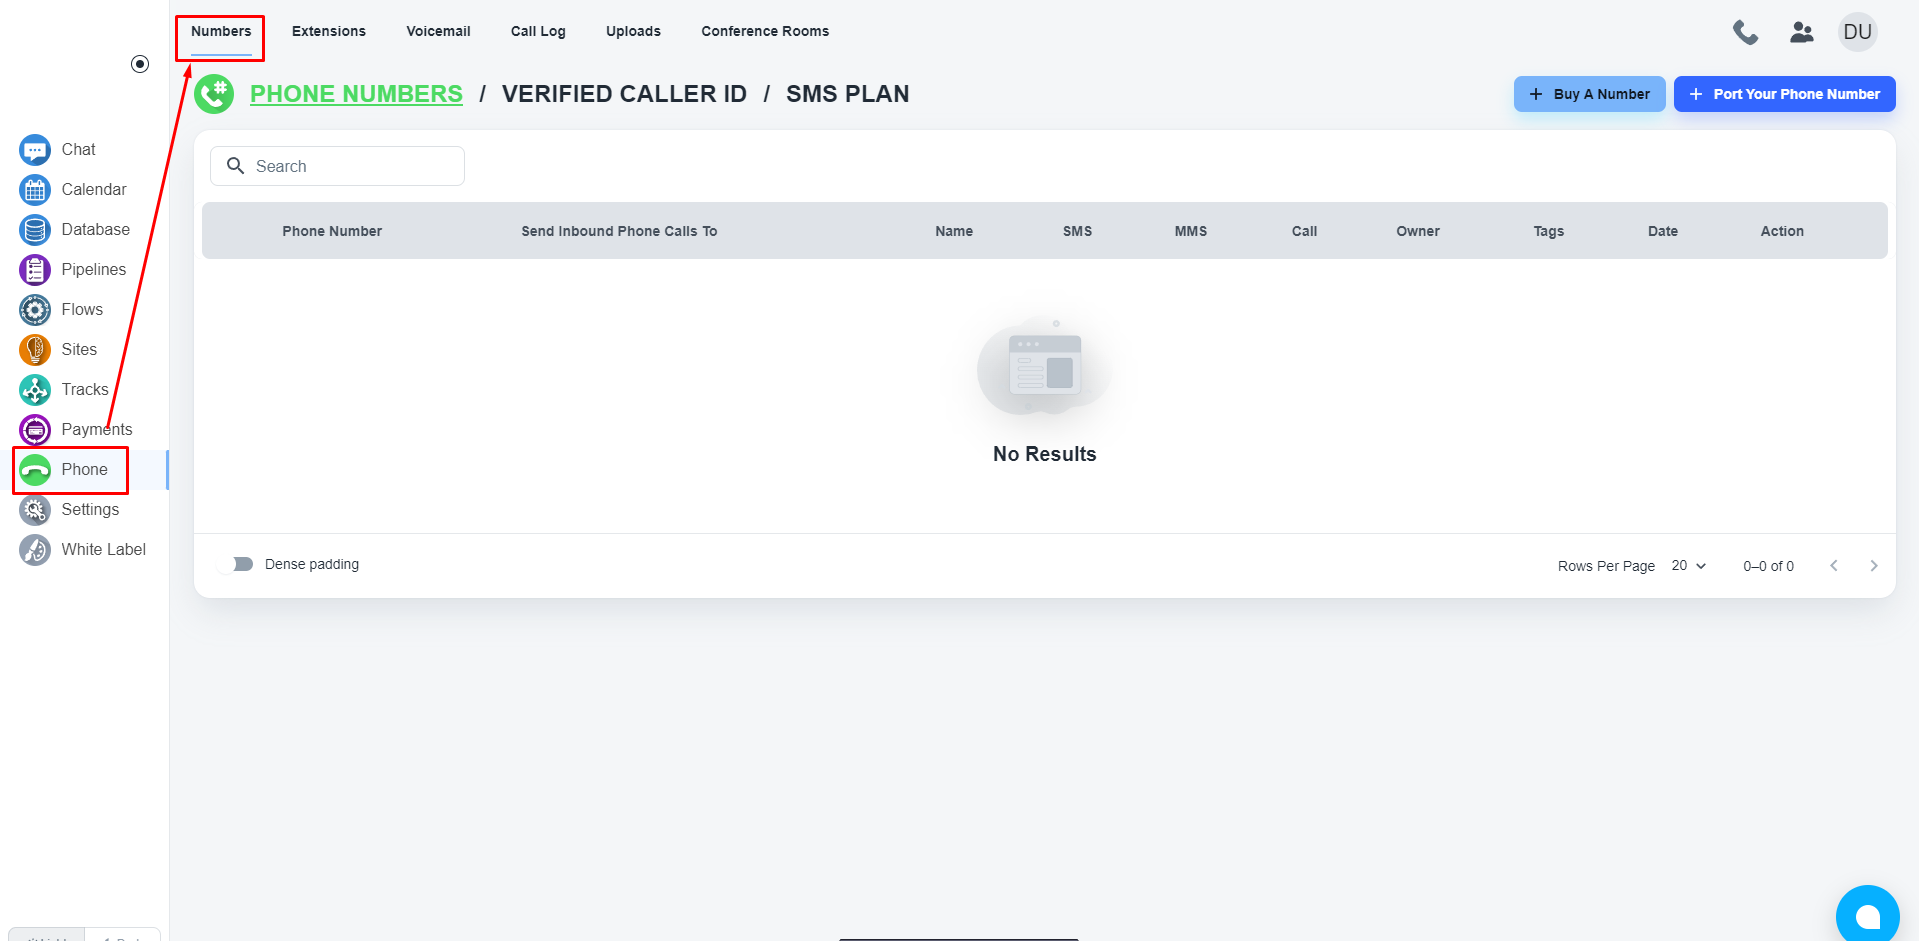 Numbers Extensions Voicemail Call Log Uploads Conference Rooms DU
PHONE NUMBERS / VERIFIED CALLER ID / SMS PLAN + Buy A Number + Port Your Phone Number
Search
Phone Number Send Inbound Phone Calls To Name SMS MMS Call Owner Tags Date Action
No Results
Dense padding Rows Per Page 20 0–0 of 0
Chat
Calendar
Database
Pipelines
Flows
Sites
Tracks
Payments
Phone
Settings
White Label